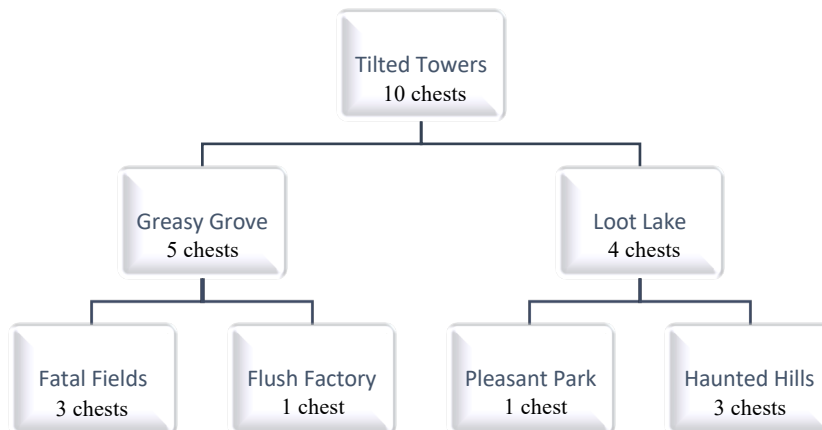 Tilted Towers
10 chests
Greasy Grove
5 chests
Loot Lake
4 chests
Fatal Fields
3 chests
Flush Factory
1 chest
Pleasant Park
1 chest
Haunted Hills
3 chests